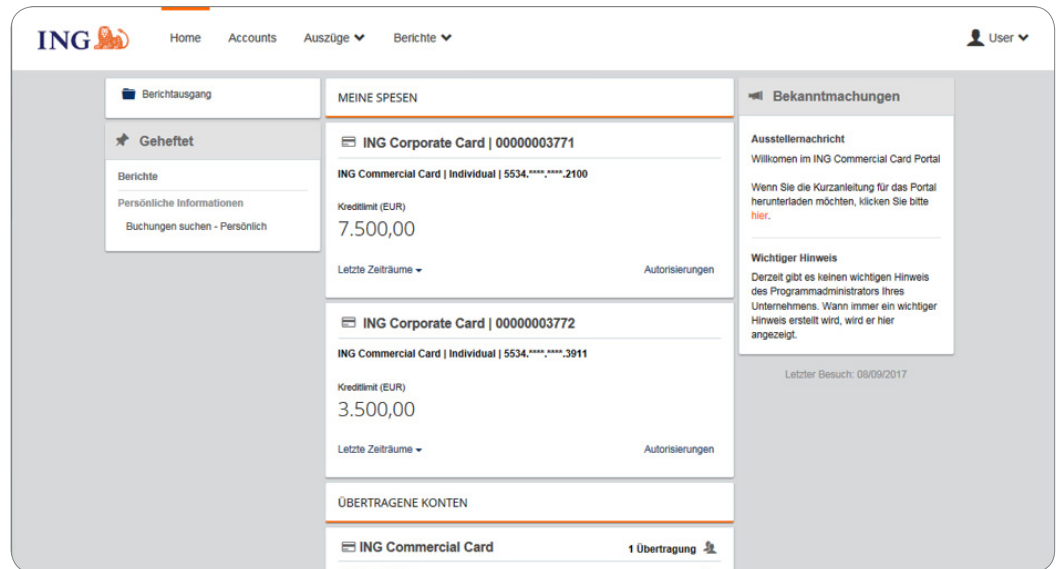 ING
Home Accounts Auszüge Berichte User
Berichtausgang
Geheftet
Berichte
Persönliche Informationen
Buchungen suchen - Persönlich
MEINE SPESEN
ING Corporate Card | 00000003771
ING Commercial Card | Individual | 5534.****.****.2100
Kreditlimit (EUR)
7.500,00
Letzte Zeiträume Autorisierungen
ING Corporate Card | 00000003772
ING Commercial Card | Individual | 5534.****.****.3911
Kreditlimit (EUR)
3.500,00
Letzte Zeiträume Autorisierungen
ÜBERTRAGENE KONTEN
ING Commercial Card 1 Übertragung
Bekanntmachungen
Ausstellernachricht
Willkomen im ING Commercial Card Portal
Wenn Sie die Kurzanleitung für das Portal
herunterladen möchten, klicken Sie bitte
hier.
Wichtiger Hinweis
Derzeit gibt es keinen wichtigen Hinweis
des Programmadministrators Ihres
Unternehmens. Wann immer ein wichtiger
Hinweis erstellt wird, wird er hier
angezeigt.
Letzter Besuch: 08/09/2017